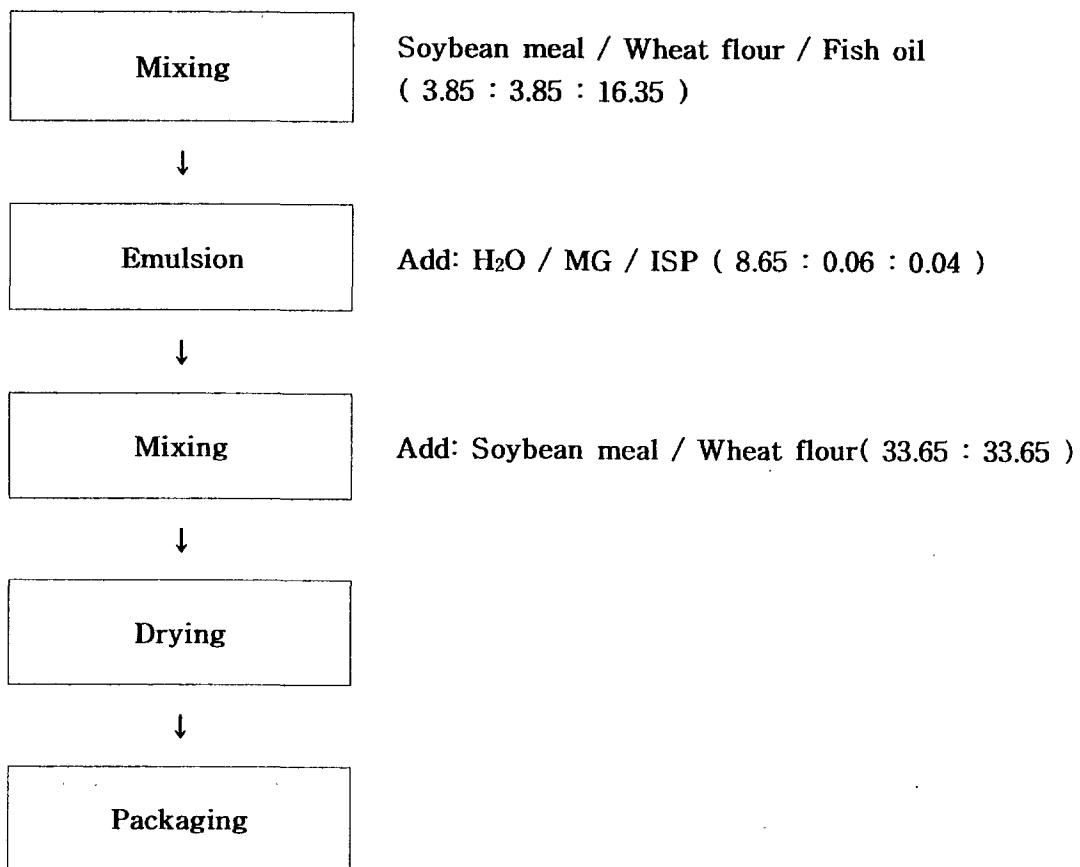 Mixing
Soybean meal / Wheat flour / Fish oil
( 3.85 : 3.85 : 16.35 )
↓
Emulsion
Add: H₂O / MG / ISP ( 8.65 : 0.06 : 0.04 )
↓
Mixing
Add: Soybean meal / Wheat flour( 33.65 : 33.65 )
↓
Drying
↓
Packaging